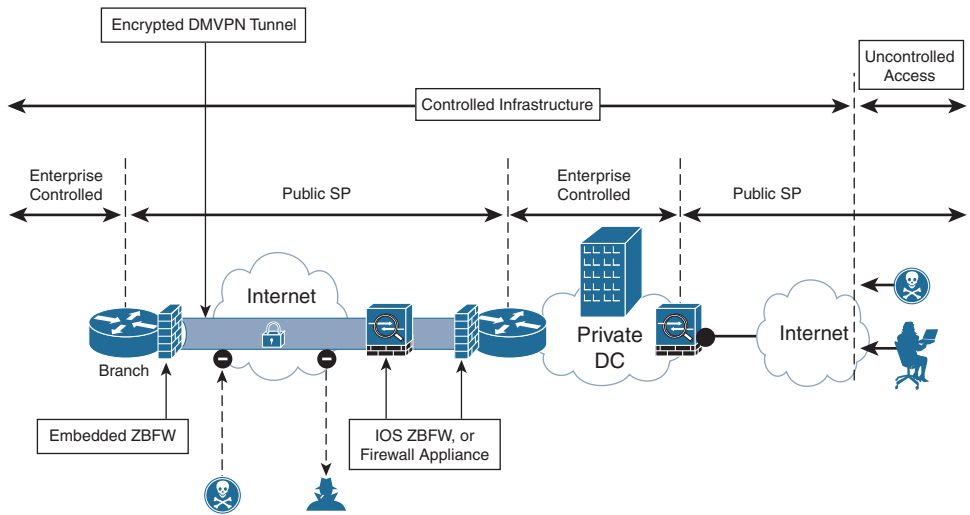 Encrypted DMVPN Tunnel
Uncontrolled
Access
Controlled Infrastructure
Enterprise
Controlled
Public SP
Enterprise
Controlled
Public SP
Internet
Private
DC
Internet
Branch
Embedded ZBFW
IOS ZBFW, or
Firewall Appliance